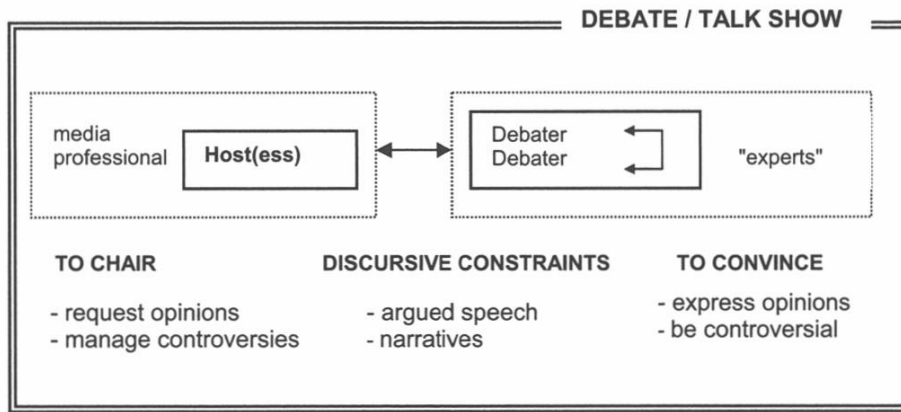 DEBATE / TALK SHOW
media
professional
Host(ess)
Debater
Debater
"experts"
TO CHAIR
- request opinions
- manage controversies
DISCURSIVE CONSTRAINTS
- argued speech
- narratives
TO CONVINCE
- express opinions
- be controversial